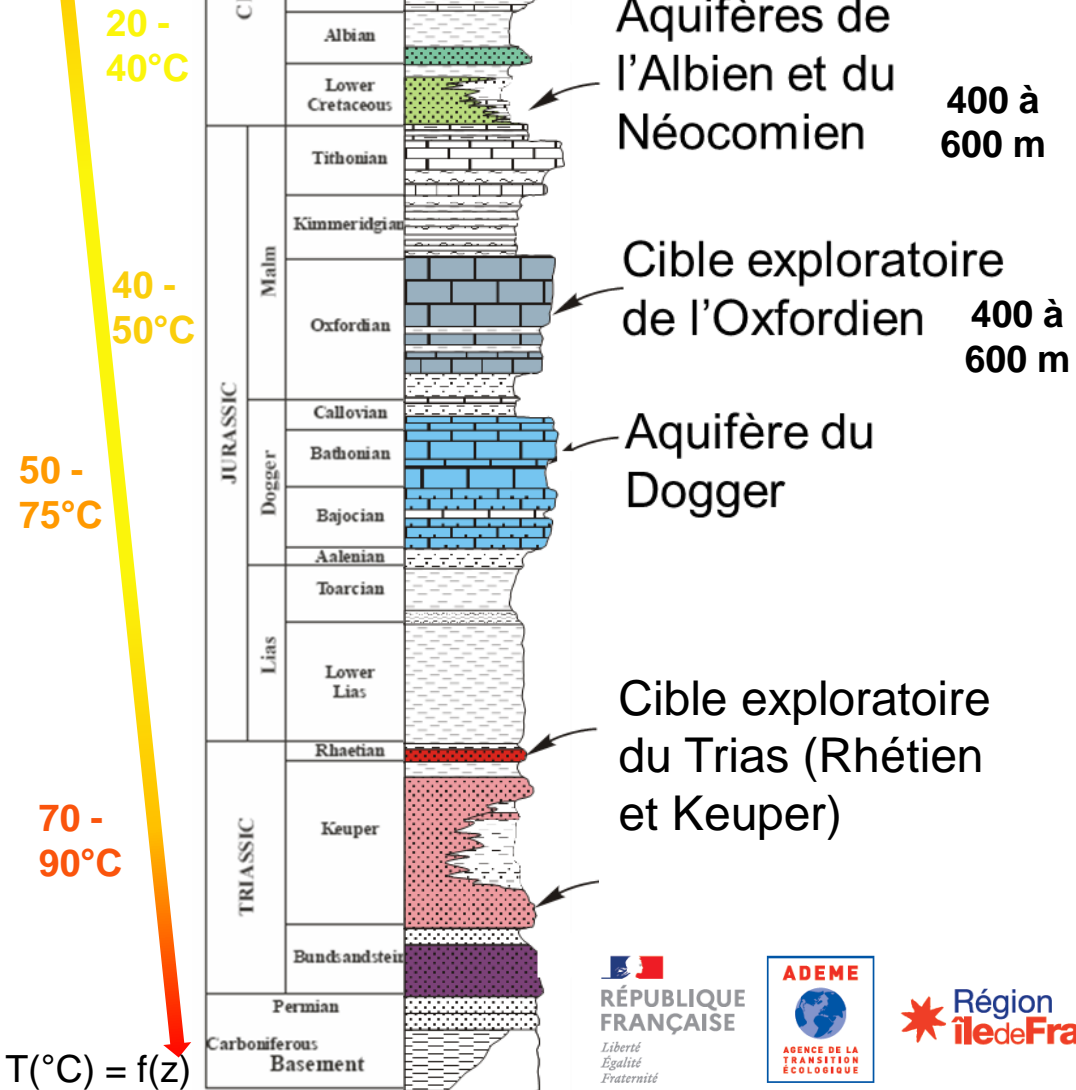 20 -
40°C
Albian
Lower
Cretaceous
Aquifères de
l'Albien et du
Néocomien
400 à
600 m
Tithonian
Kimmeridgian
Malm
40 -
50°C
Oxfordian
Cible exploratoire
de l'Oxfordien
400 à
600 m
JURASSIC
Callovian
Dogger
Bathonian
Aquifère du
Dogger
50 -
75°C
Bajocian
Aalenian
Toarcian
Lias
Lower
Lias
Cible exploratoire
du Trias (Rhétien
et Keuper)
Rhaetian
70 -
90°C
TRIASSIC
Keuper
Bundsandstein
Permian
Carboniferous
Basement
T(°C) = f(z)
RÉPUBLIQUE
FRANÇAISE
Liberté
Égalité
Fraternité
ADEME
AGENCE DE LA
TRANSITION
ÉCOLOGIQUE
Région
îledeFra